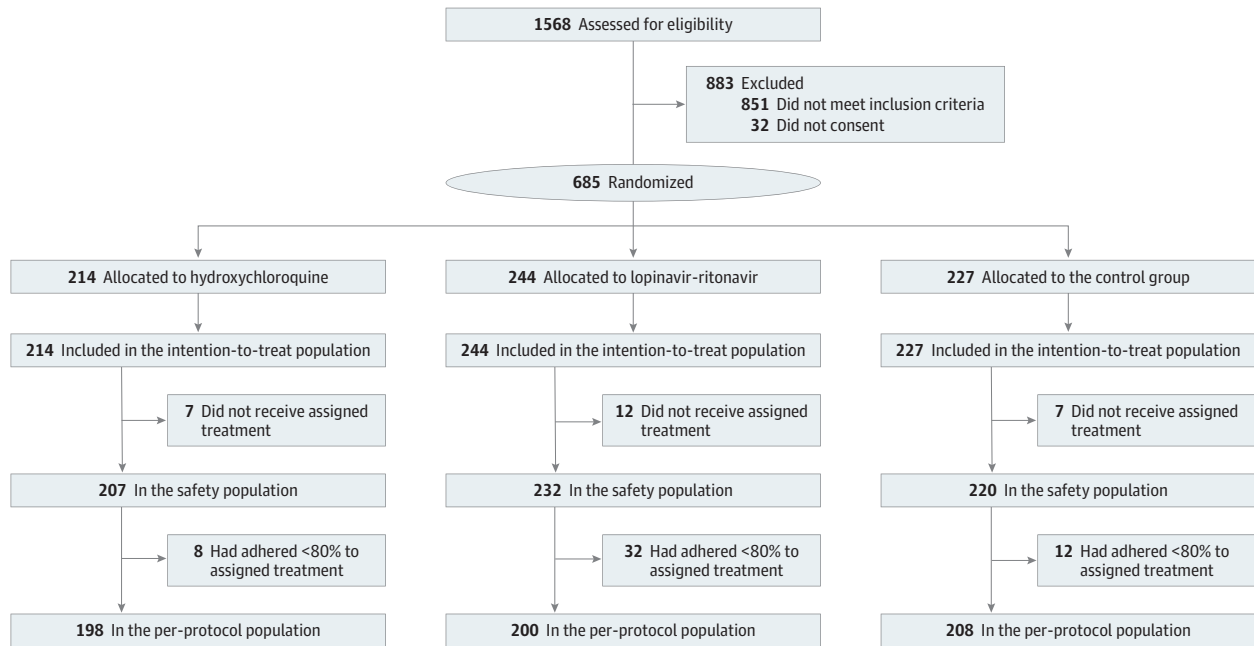 1568 Assessed for eligibility
883 Excluded
851 Did not meet inclusion criteria
32 Did not consent
685 Randomized
214 Allocated to hydroxychloroquine
244 Allocated to lopinavir-ritonavir
227 Allocated to the control group
214 Included in the intention-to-treat population
244 Included in the intention-to-treat population
227 Included in the intention-to-treat population
7 Did not receive assigned
treatment
12 Did not receive assigned
treatment
7 Did not receive assigned
treatment
207 In the safety population
232 In the safety population
220 In the safety population
8 Had adhered <80% to
assigned treatment
32 Had adhered <80% to
assigned treatment
12 Had adhered <80% to
assigned treatment
198 In the per-protocol population
200 In the per-protocol population
208 In the per-protocol population